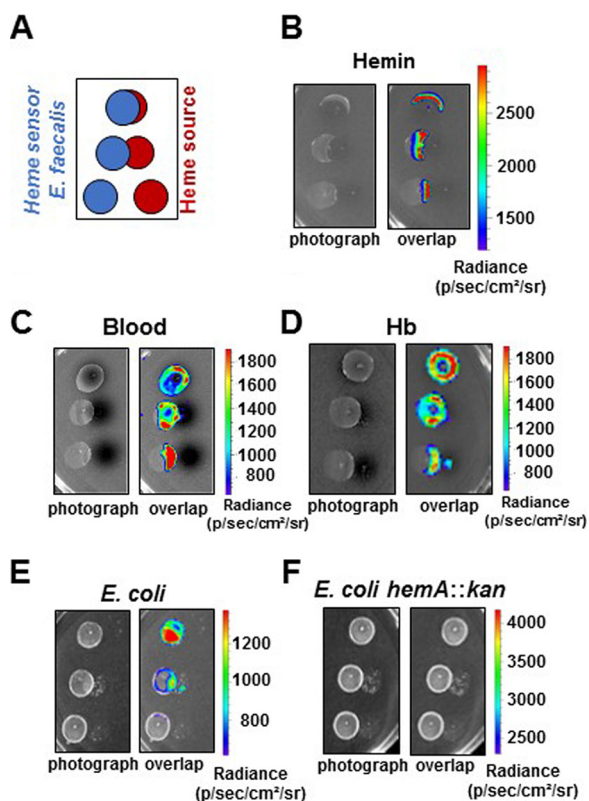 A
Heme sensor
E. faecalis
Heme source
B
Hemin
2500
2000
1500
photograph overlap
Radiance
(p/sec/cm²/sr)
C
Blood
1800
1600
1400
1200
1000
800
photograph overlap
Radiance
(p/sec/cm²/sr)
D
Hb
1800
1600
1400
1200
1000
800
photograph overlap
Radiance
(p/sec/cm²/sr)
E
E. coli
1200
1000
800
photograph overlap
Radiance
(p/sec/cm²/sr)
F
E. coli hemA::kan
4000
3500
3000
2500
photograph overlap
Radiance
(p/sec/cm²/sr)